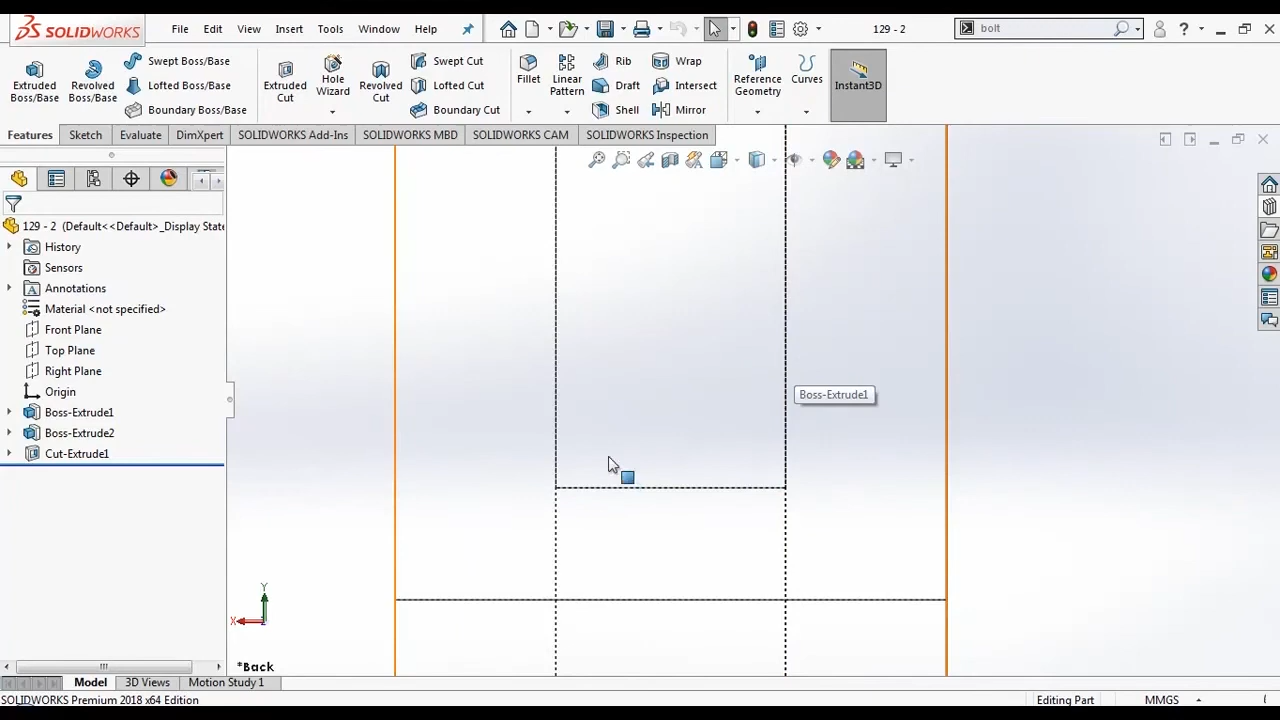 SOLIDWORKS
File Edit View Insert Tools Window Help
129 - 2
bolt
Extruded Boss/Base
Revolved Boss/Base
Swept Boss/Base
Lofted Boss/Base
Boundary Boss/Base
Extruded Cut
Hole Wizard
Revolved Cut
Swept Cut
Lofted Cut
Boundary Cut
Fillet
Linear Pattern
Rib
Draft
Shell
Wrap
Intersect
Mirror
Reference Geometry
Curves
Instant3D
Features Sketch Evaluate DimXpert SOLIDWORKS Add-Ins SOLIDWORKS MBD SOLIDWORKS CAM SOLIDWORKS Inspection
129 - 2 (Default<<Default>_Display State
History
Sensors
Annotations
Material <not specified>
Front Plane
Top Plane
Right Plane
Origin
Boss-Extrude1
Boss-Extrude2
Cut-Extrude1
Boss-Extrude1
Y
X
*Back
Model 3D Views Motion Study 1
SOLIDWORKS Premium 2018 x64 Edition
Editing Part
MMGS